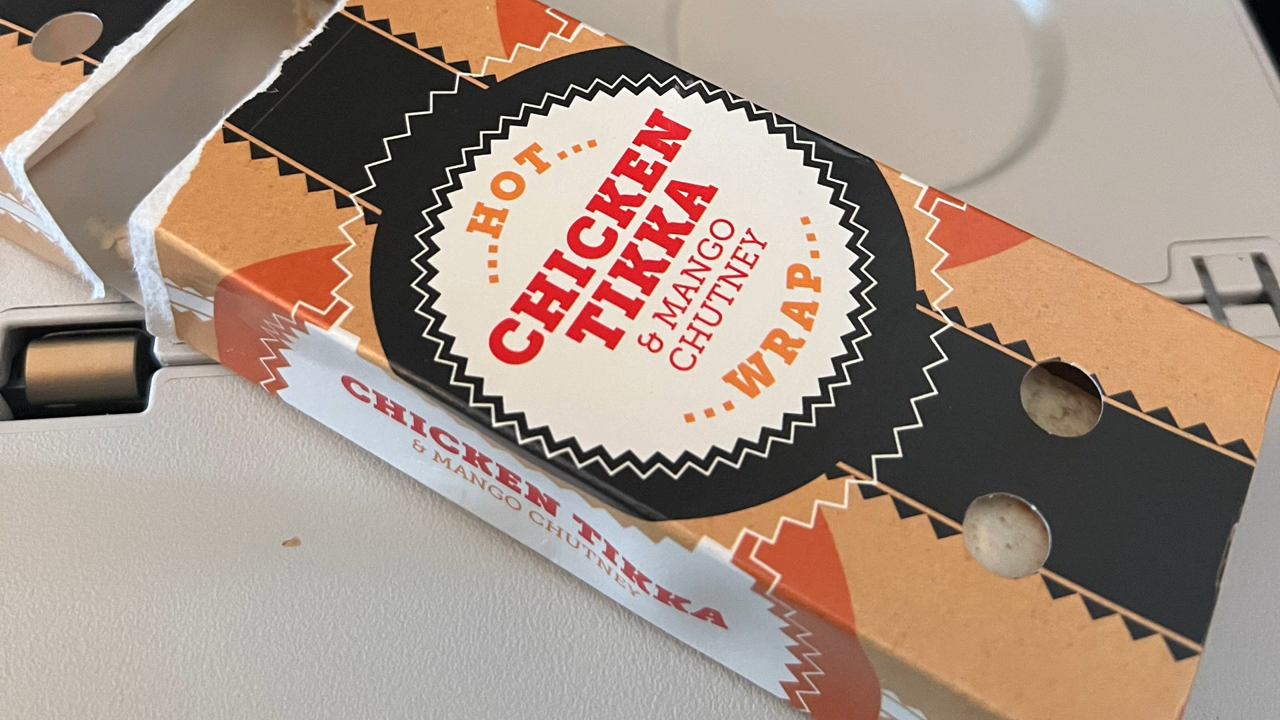 ...HOT...
CHICKEN
TIKKA
& MANGO
CHUTNEY
...WRAP...
CHICKEN TIKKA
& MANGO CHUTNEY